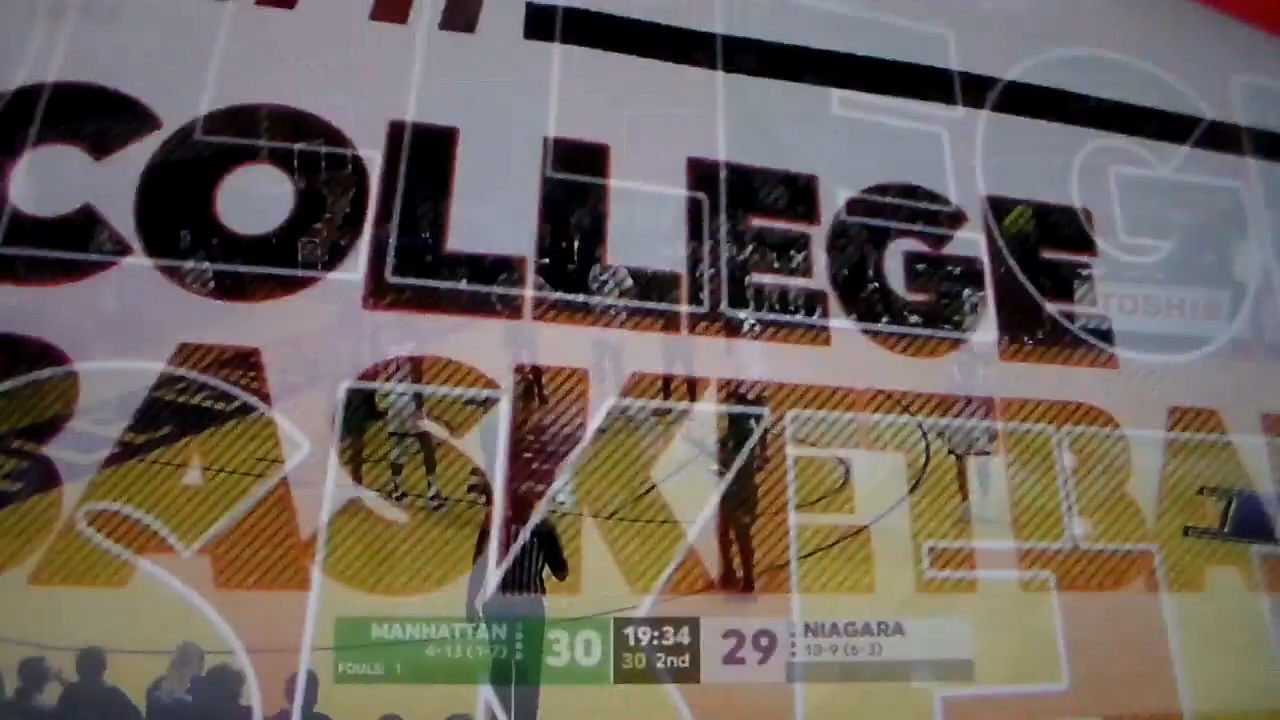 COLLEGE
TOSHIE
BASKETBA
MANHATTAN 30 19:34 29 NIAGARA
4-13 (1-7) 30 2nd 10-9 (6-3)
FOULS: 1